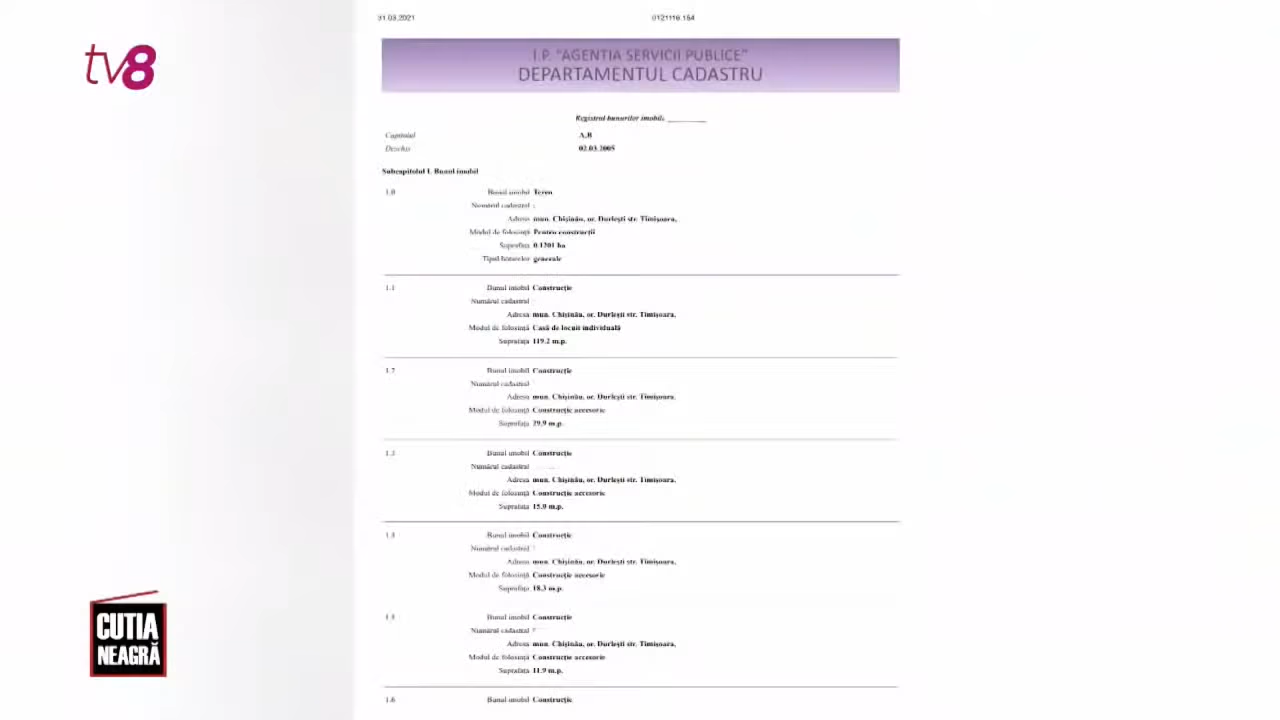 31.03.2021 0121116.154
tv8
I.P. "AGENTIA SERVICII PUBLICE"
DEPARTAMENTUL CADASTRU
Registrul bunurilor imobile
Capitolul A,B
Deschis 02.03.2005
Subcapitolul I. Bunul imobil
1.0 Bunul imobil Teren
Numărul cadastral
Adresa mun. Chişinău, or. Durleşti str. Timişoara,
Modul de folosinţă Pentru construcţii
Suprafaţa 0.1201 ha
Tipul hotarelor generale
1.1 Bunul imobil Construcţie
Numărul cadastral
Adresa mun. Chişinău, or. Durleşti str. Timişoara,
Modul de folosinţă Casă de locuit individuală
Suprafaţa 119.2 m.p.
Bunul imobil Construcţie
Numărul cadastral
Adresa mun. Chişinău, or. Durleşti str. Timişoara,
Modul de folosinţă Construcţie accesorie
Suprafaţa 29.9 m.p.
1.3 Bunul imobil Construcţie
Numărul cadastral
Adresa mun. Chişinău, or. Durleşti str. Timişoara,
Modul de folosinţă Construcţie accesorie
Suprafaţa 15.9 m.p.
Bunul imobil Construcţie
Numărul cadastral
Adresa mun. Chişinău, or. Durleşti str. Timişoara,
Modul de folosinţă Construcţie accesorie
Suprafaţa 18.3 m.p.
1.5 Bunul imobil Construcţie
Numărul cadastral
Adresa mun. Chişinău, or. Durleşti str. Timişoara,
Modul de folosinţă Construcţie accesorie
Suprafaţa 11.9 m.p.
1.6 Bunul imobil Construcţie
CUTIA
NEAGRĂ